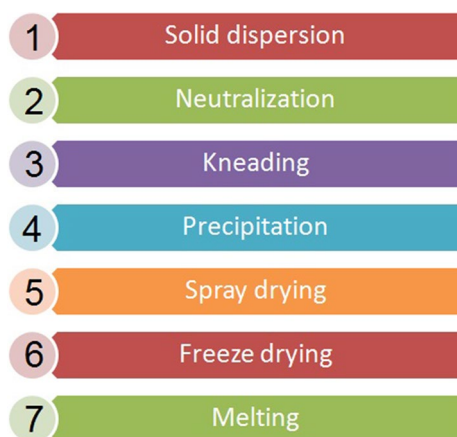 1 Solid dispersion
2 Neutralization
3 Kneading
4 Precipitation
5 Spray drying
6 Freeze drying
7 Melting